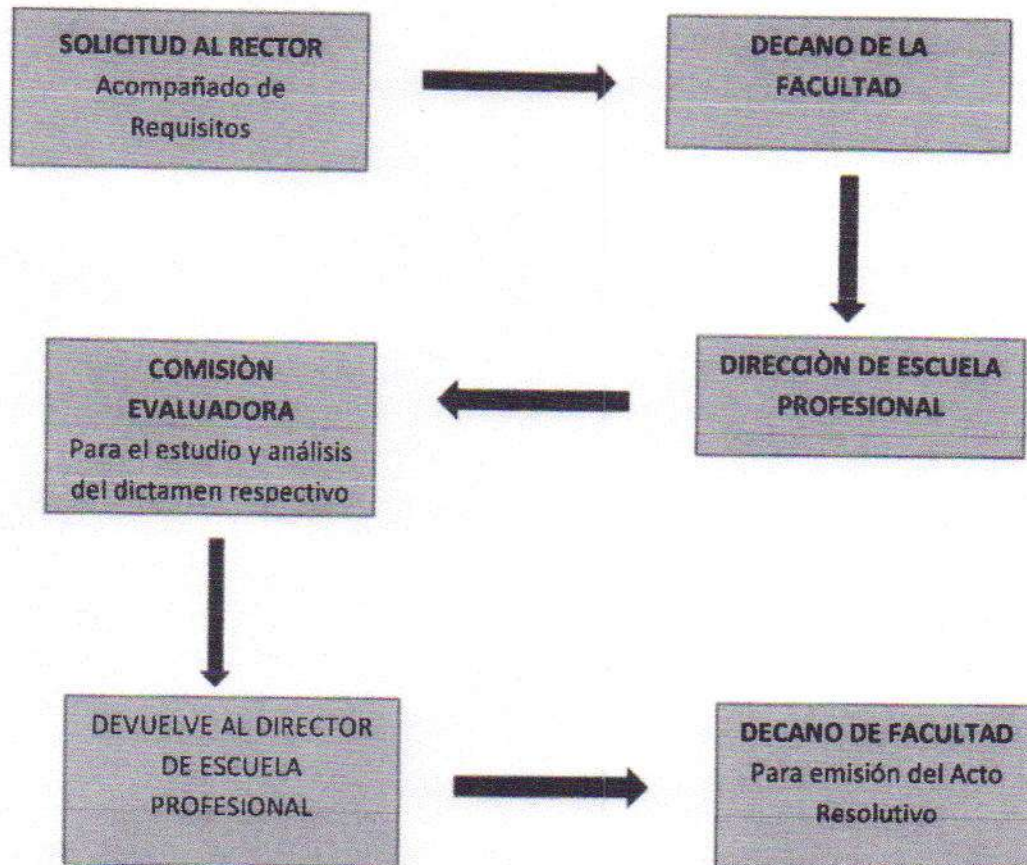 SOLICITUD AL RECTOR
Acompañado de
Requisitos
DECANO DE LA
FACULTAD
DIRECCIÒN DE ESCUELA
PROFESIONAL
COMISIÒN
EVALUADORA
Para el estudio y análisis
del dictamen respectivo
DEVUELVE AL DIRECTOR
DE ESCUELA
PROFESIONAL
DECANO DE FACULTAD
Para emisión del Acto
Resolutivo